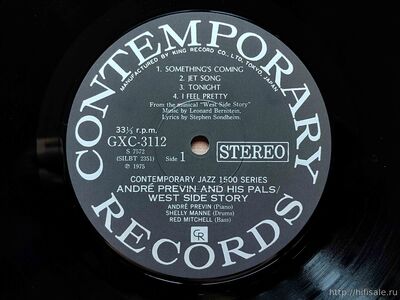 CONTEMPORARY
MANUFACTURED BY KING RECORD CO., LTD. TOKYO, JAPAN
1. SOMETHING'S COMING
2. JET SONG
3. TONIGHT
4. I FEEL PRETTY
From the musical "West Side Story"
Music by Leonard Bernstein,
Lyrics by Stephen Sondheim.
33⅓ r.p.m.
GXC-3112
S 7572
(SILBT 2351) Side 1
℗ 1975
STEREO
CONTEMPORARY JAZZ 1500 SERIES
ANDRÉ PREVIN AND HIS PALS/
WEST SIDE STORY
ANDRÉ PREVIN (Piano)
SHELLY MANNE (Drums)
RED MITCHELL (Bass)
CR
RECORDS
http://hifisale.ru/